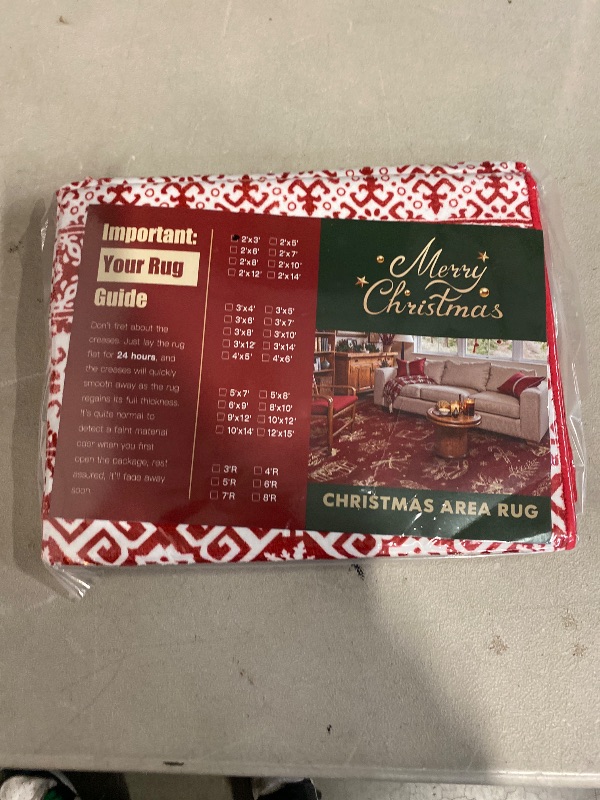 Important:
Your Rug
Guide
Don't fret about the
creases. Just lay the rug
flat for 24 hours, and
the creases will quickly
smooth away as the rug
regains its full thickness.
It's quite normal to
detect a faint material
odor when you first
open the package, rest
assured, it'll fade away
soon.
2'x3' 2'x5'
2'x6' 2'x7'
2'x8' 2'x10'
2'x12' 2'x14'
3'x4' 3'x5'
3'x6' 3'x7'
3'x8' 3'x10'
3'x12' 3'x14'
4'x5' 4'x6'
5'x7' 5'x8'
6'x9' 8'x10'
9'x12' 10'x12'
10'x14' 12'x15'
3'R 4'R
5'R 6'R
7'R 8'R
Merry
Christmas
CHRISTMAS AREA RUG